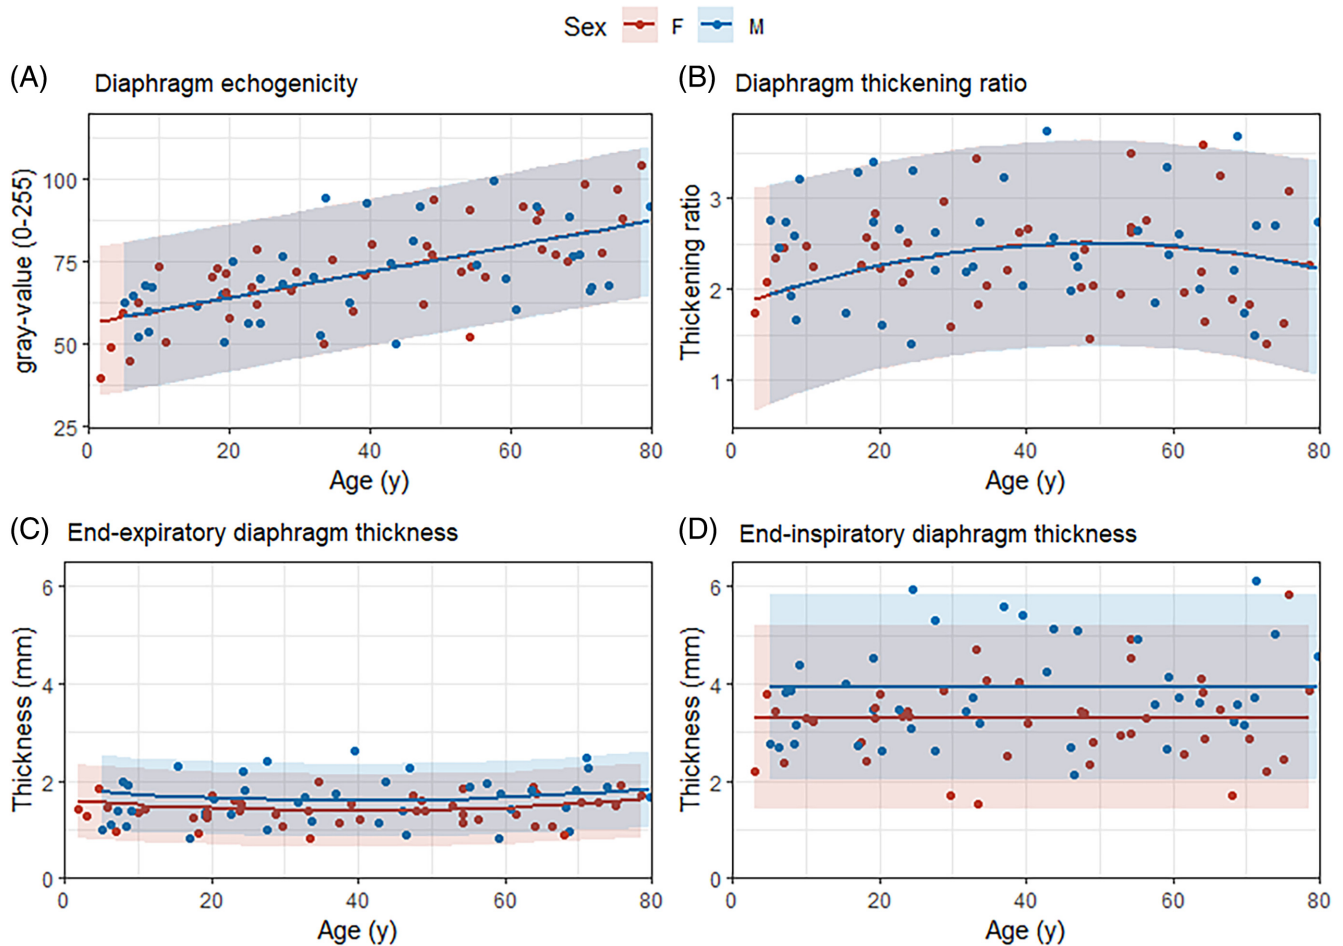 Sex F M
(A) Diaphragm echogenicity
gray-value (0-255)
100
75
50
25
0 20 40 60 80
Age (y)
(B) Diaphragm thickening ratio
Thickening ratio
3
2
1
0 20 40 60 80
Age (y)
(C) End-expiratory diaphragm thickness
Thickness (mm)
6
4
2
0
0 20 40 60 80
Age (y)
(D) End-inspiratory diaphragm thickness
Thickness (mm)
6
4
2
0
0 20 40 60 80
Age (y)